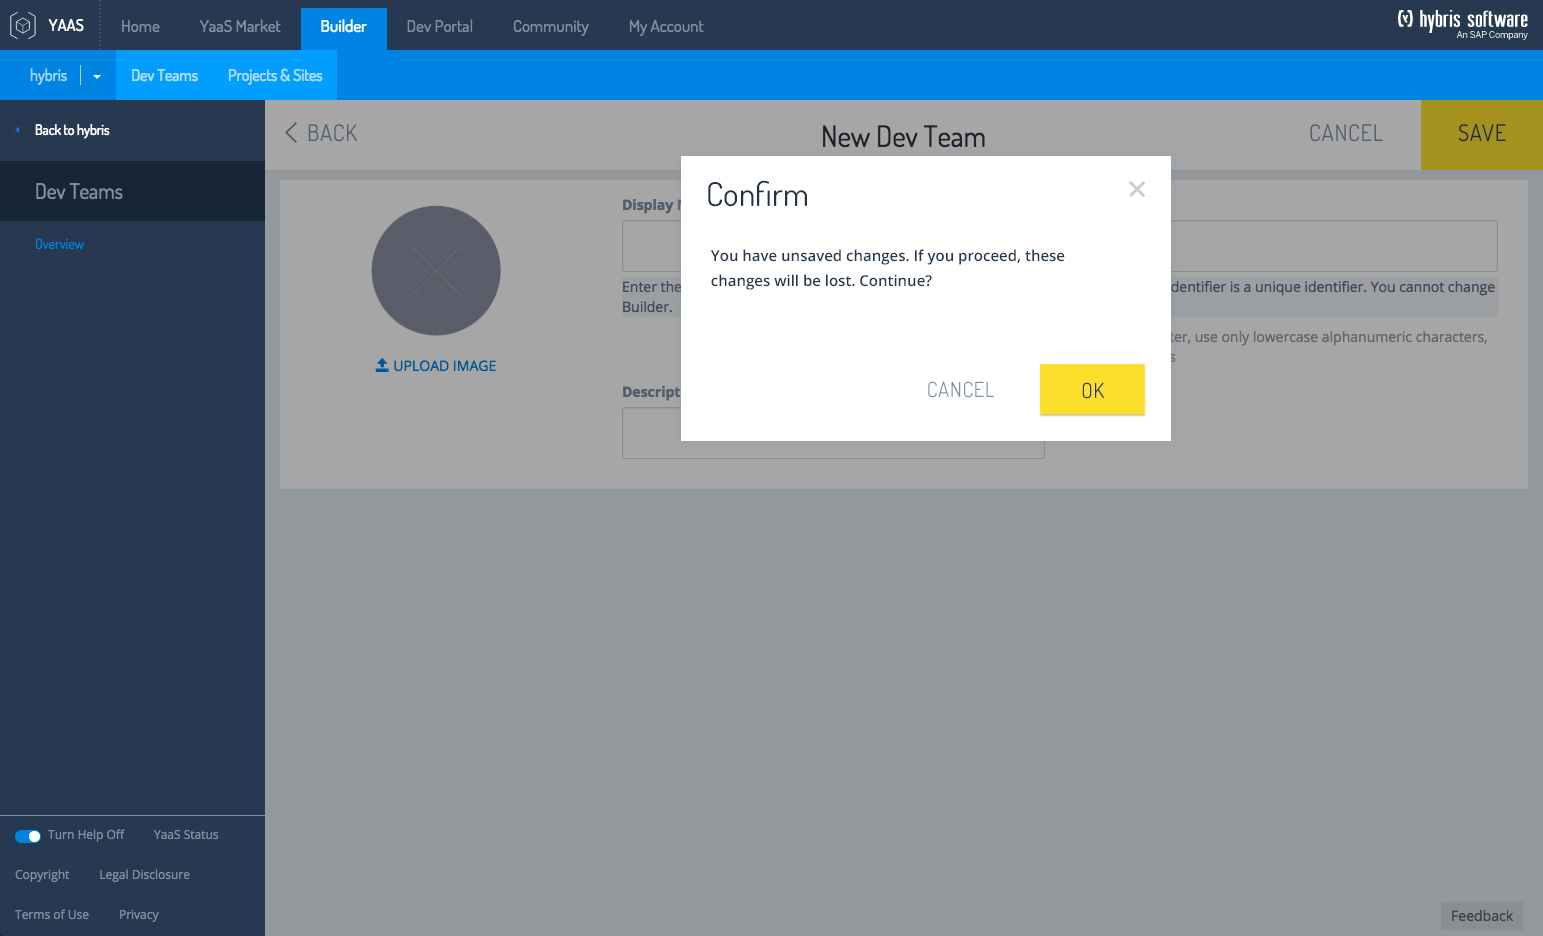 YAAS
Home
YaaS Market
Builder
Dev Portal
Community
My Account
hybris software
An SAP Company
hybris
Dev Teams
Projects & Sites
Back to hybris
Dev Teams
Overview
BACK
New Dev Team
CANCEL
SAVE
UPLOAD IMAGE
Display
Enter the
dentifier is a unique identifier. You cannot change
Builder.
ter, use only lowercase alphanumeric characters,
s
Descript
Confirm
You have unsaved changes. If you proceed, these
changes will be lost. Continue?
CANCEL
OK
Turn Help Off
YaaS Status
Copyright
Legal Disclosure
Terms of Use
Privacy
Feedback